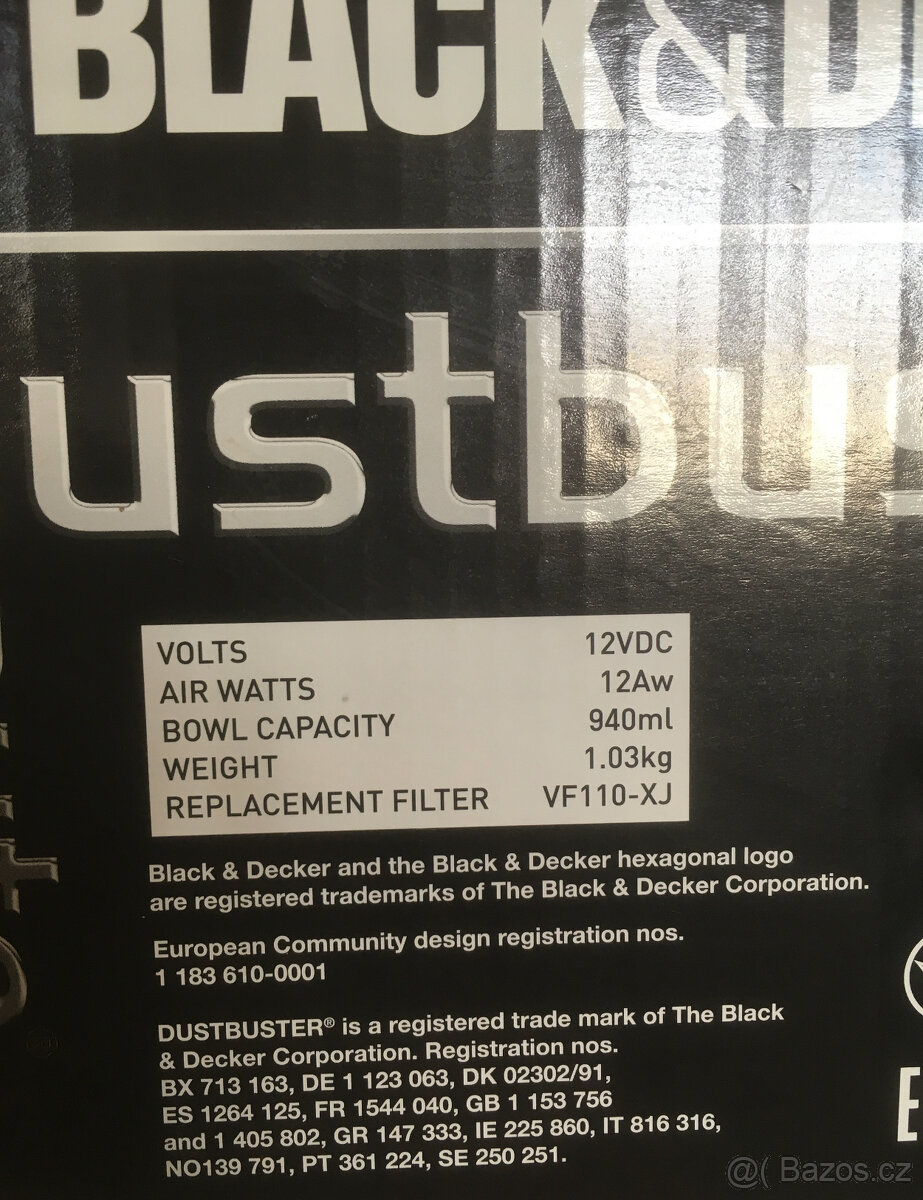 BLACK& D
ustbus
VOLTS 12VDC
AIR WATTS 12Aw
BOWL CAPACITY 940ml
WEIGHT 1.03kg
REPLACEMENT FILTER VF110-XJ
Black & Decker and the Black & Decker hexagonal logo
are registered trademarks of The Black & Decker Corporation.
European Community design registration nos.
1 183 610-0001
DUSTBUSTER® is a registered trade mark of The Black
& Decker Corporation. Registration nos.
BX 713 163, DE 1 123 063, DK 02302/91,
ES 1264 125, FR 1544 040, GB 1 153 756
and 1 405 802, GR 147 333, IE 225 860, IT 816 316,
NO139 791, PT 361 224, SE 250 251.
E
@( Bazos.cz